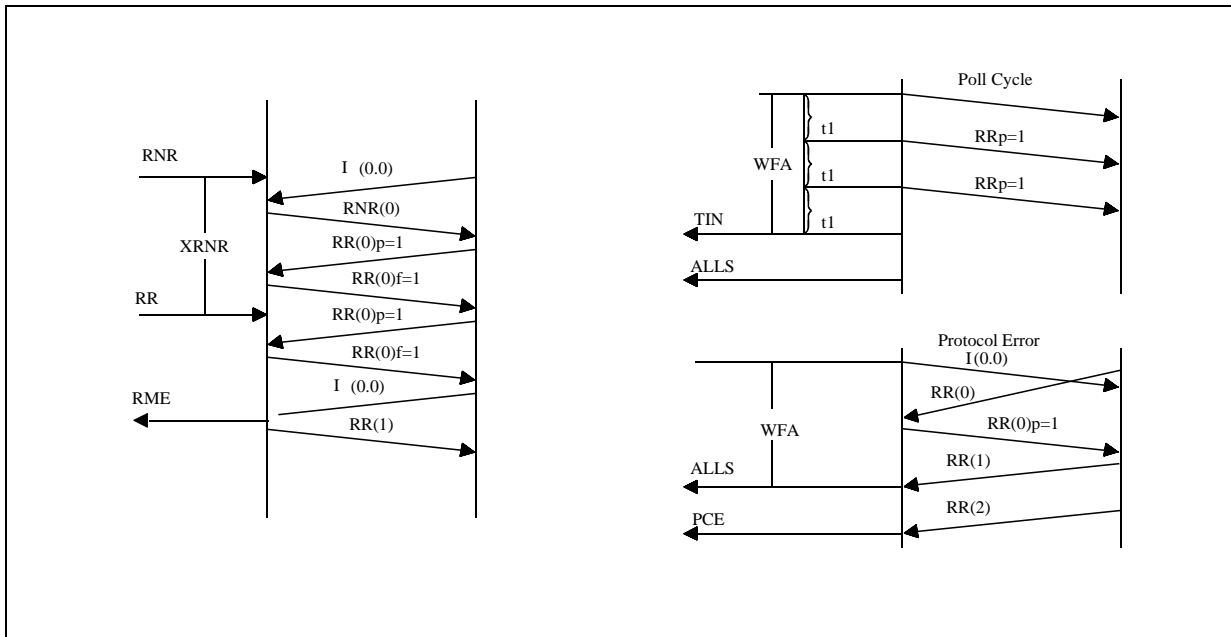 RNR
I (0.0)
RNR(0)
XRNR
RR(0)p=1
RR(0)f=1
RR
RR(0)p=1
RR(0)f=1
I (0.0)
RME
RR(1)
Poll Cycle
t1
RRp=1
WFA
t1
RRp=1
TIN
t1
ALLS
Protocol Error
I(0.0)
RR(0)
WFA
RR(0)p=1
ALLS
RR(1)
RR(2)
PCE